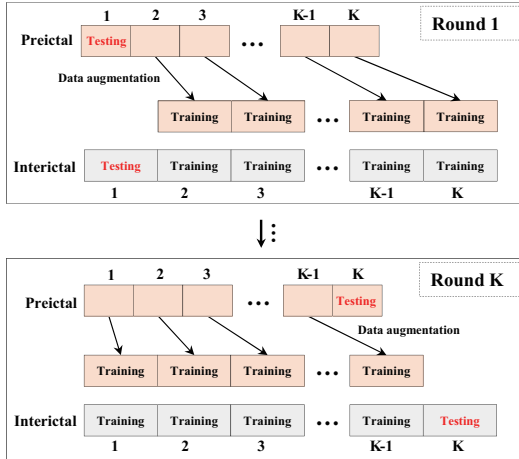 1 2 3 K-1 K
Round 1
Preictal Testing •••
Data augmentation
Training Training ••• Training Training
Interictal Testing Training Training ••• Training Training
1 2 3 K-1 K
1 2 3 K-1 K
Round K
Preictal ••• Testing
Data augmentation
Training Training Training ••• Training
Interictal Training Training Training ••• Training Testing
1 2 3 K-1 K